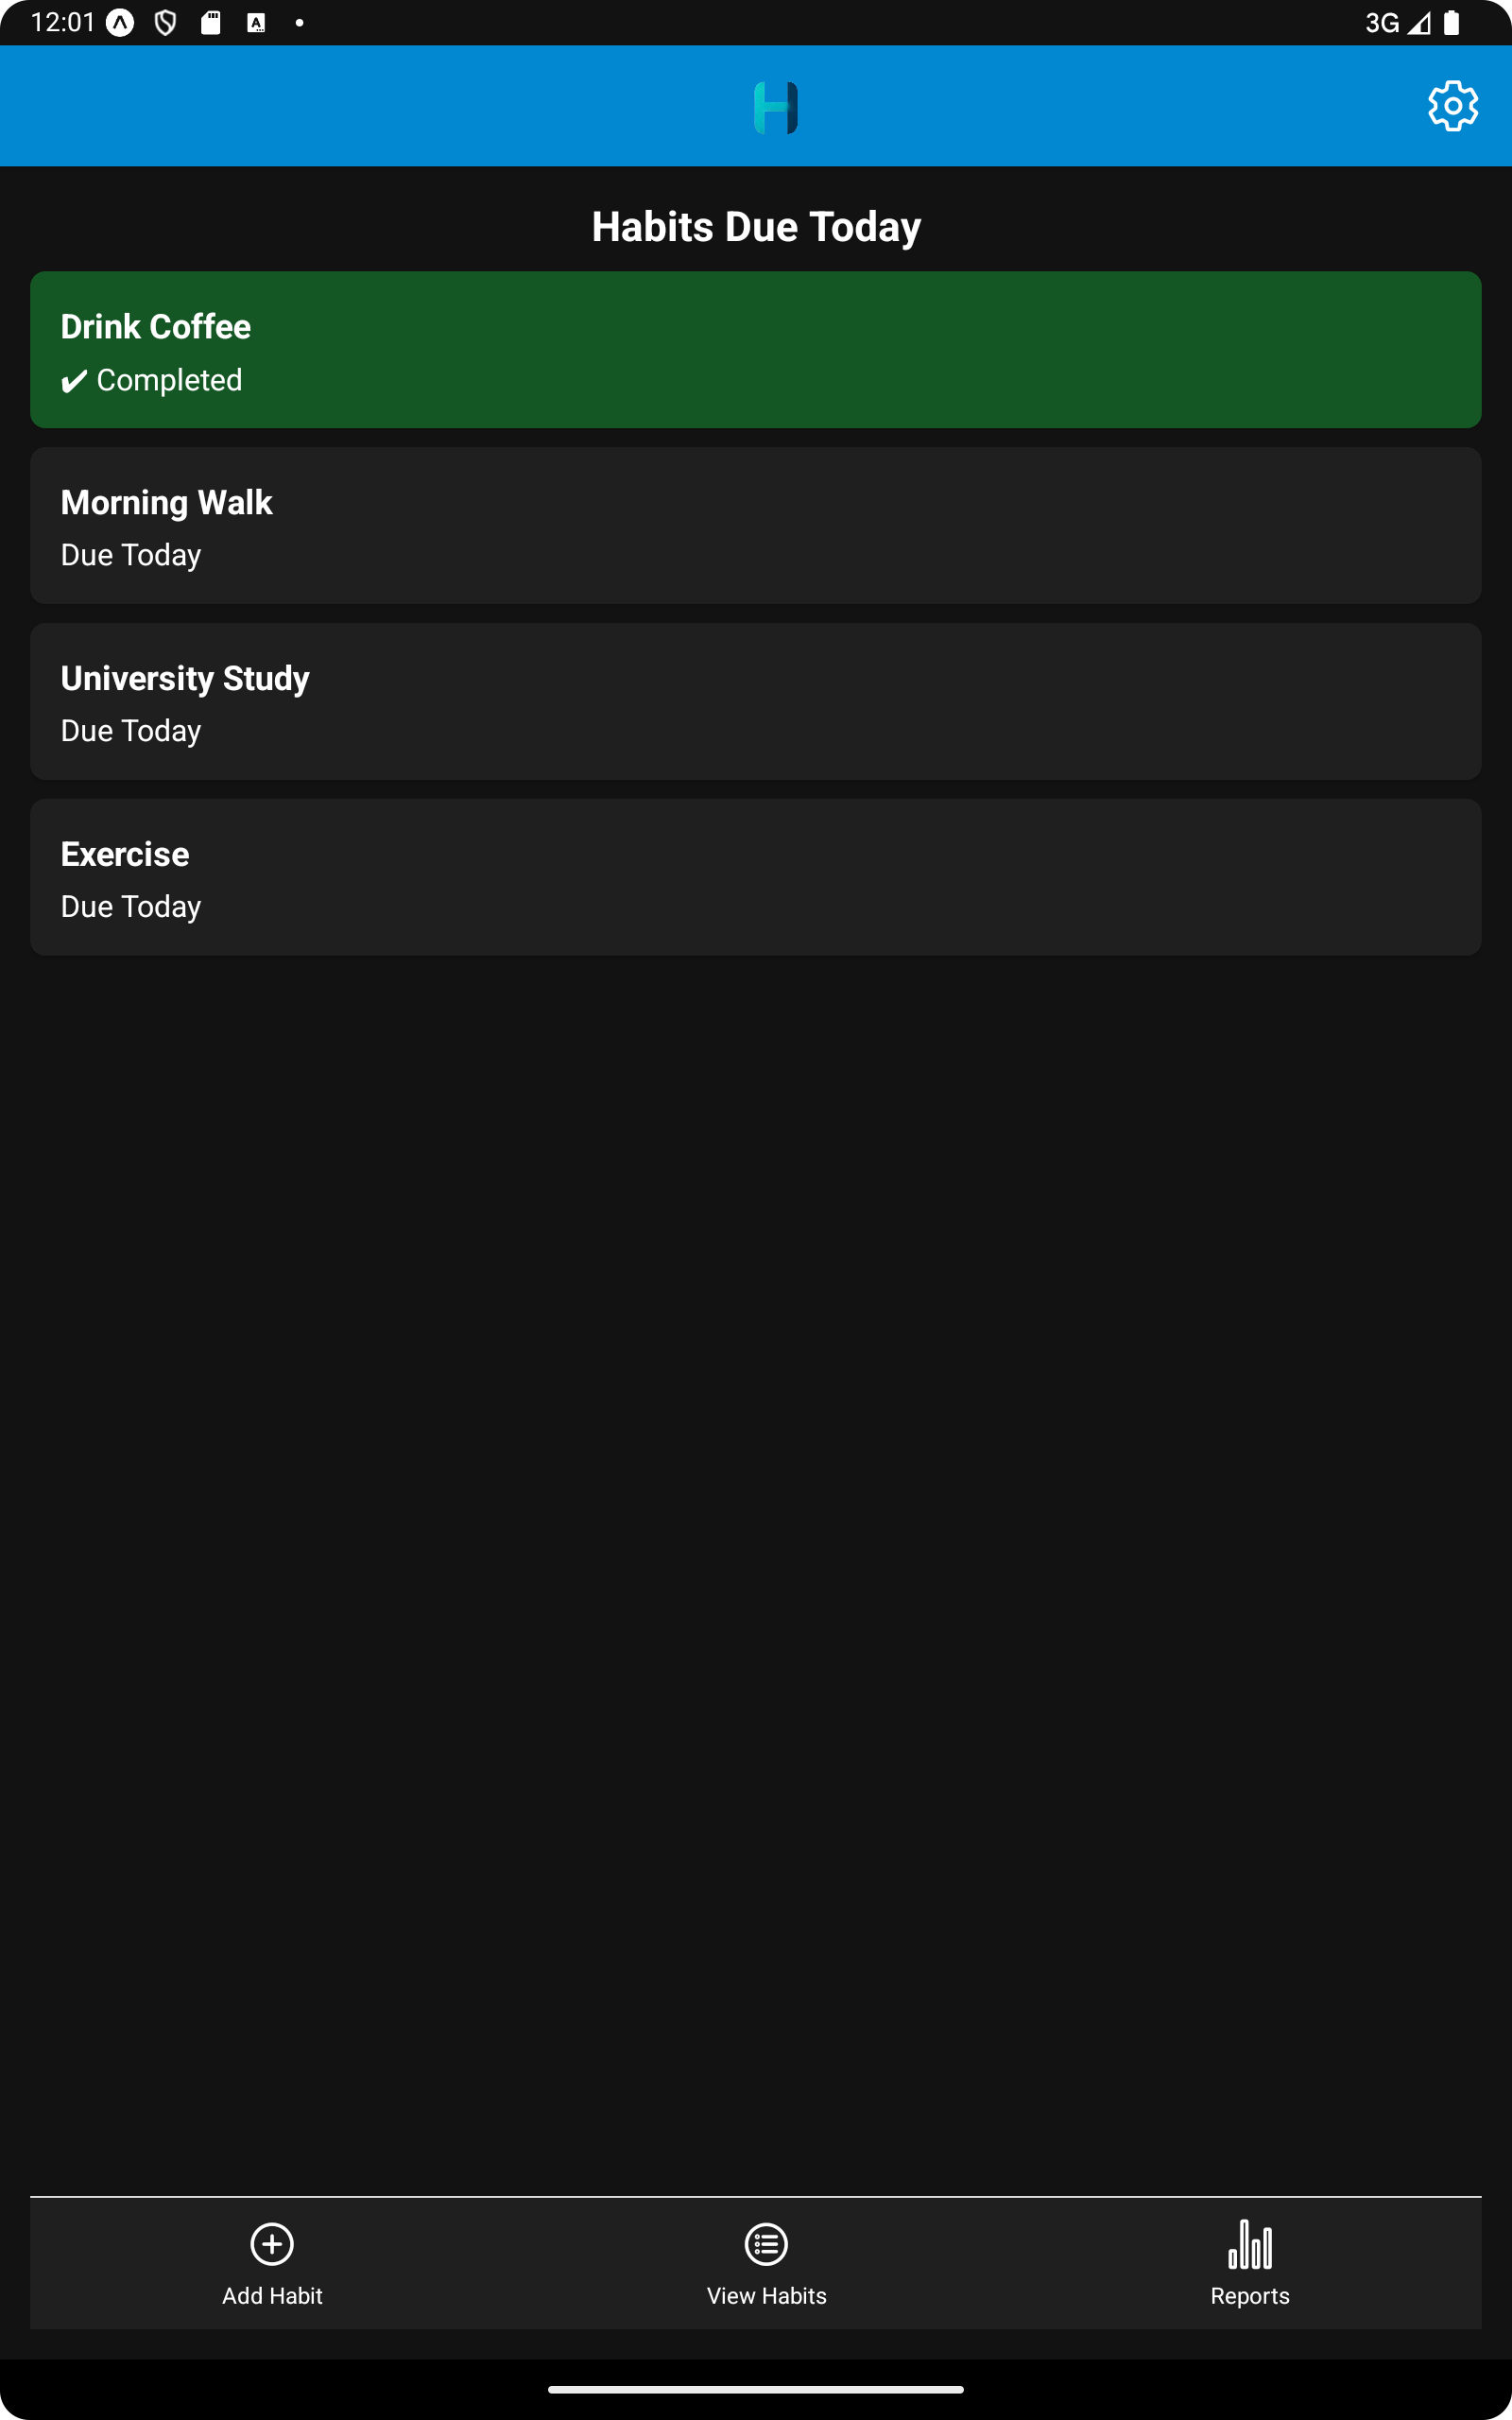 12:01
3G
H
Habits Due Today
Drink Coffee
✔ Completed
Morning Walk
Due Today
University Study
Due Today
Exercise
Due Today
Add Habit
View Habits
Reports